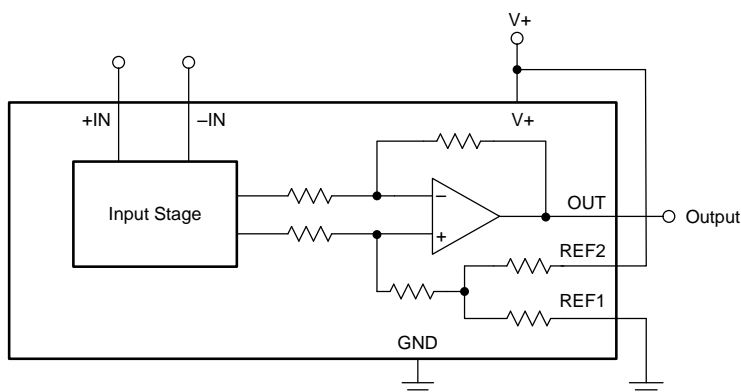 V+
+IN
–IN
V+
Input Stage
–
+
OUT
Output
REF2
REF1
GND